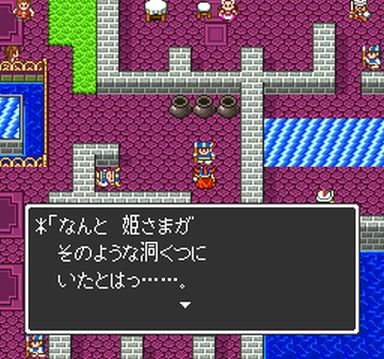 *「なんと　姫さまが
そのような洞くつに
いたとはっ……。